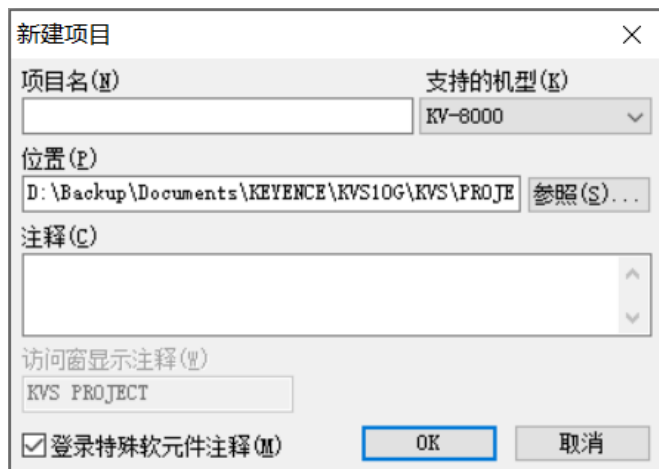 新建项目
项目名(N) 支持的机型(K)
KV-8000
位置(P)
D:\Backup\Documents\KEYENCE\KVS10G\KVS\PROJE 参照(S)...
注释(C)
访问窗显示注释(W)
KVS PROJECT
登录特殊软元件注释(M) OK 取消